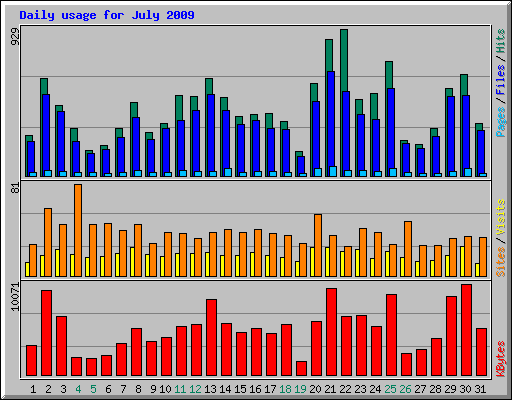 Daily usage for July 2009
929
Pages / Files / Hits
81
Sites / Visits
10071
KBytes
1 2 3 4 5 6 7 8 9 10 11 12 13 14 15 16 17 18 19 20 21 22 23 24 25 26 27 28 29 30 31